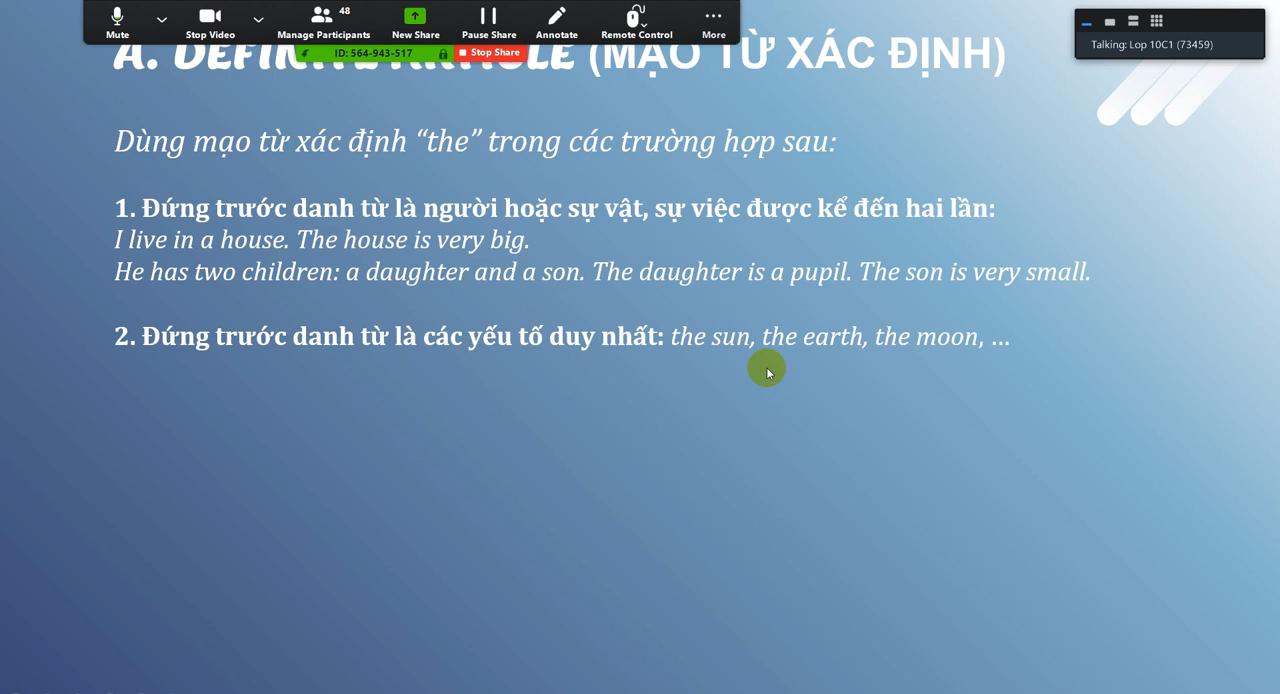 48
Mute
Stop Video
Manage Participants
New Share
Pause Share
Annotate
Remote Control
More
ID: 564-943-517
Stop Share
Talking: Lop 10C1 (73459)
A. DEFINITE ARTICLE (MẠO TỪ XÁC ĐỊNH)
Dùng mạo từ xác định “the” trong các trường hợp sau:
1. Đứng trước danh từ là người hoặc sự vật, sự việc được kể đến hai lần:
I live in a house. The house is very big.
He has two children: a daughter and a son. The daughter is a pupil. The son is very small.
2. Đứng trước danh từ là các yếu tố duy nhất: the sun, the earth, the moon, ...